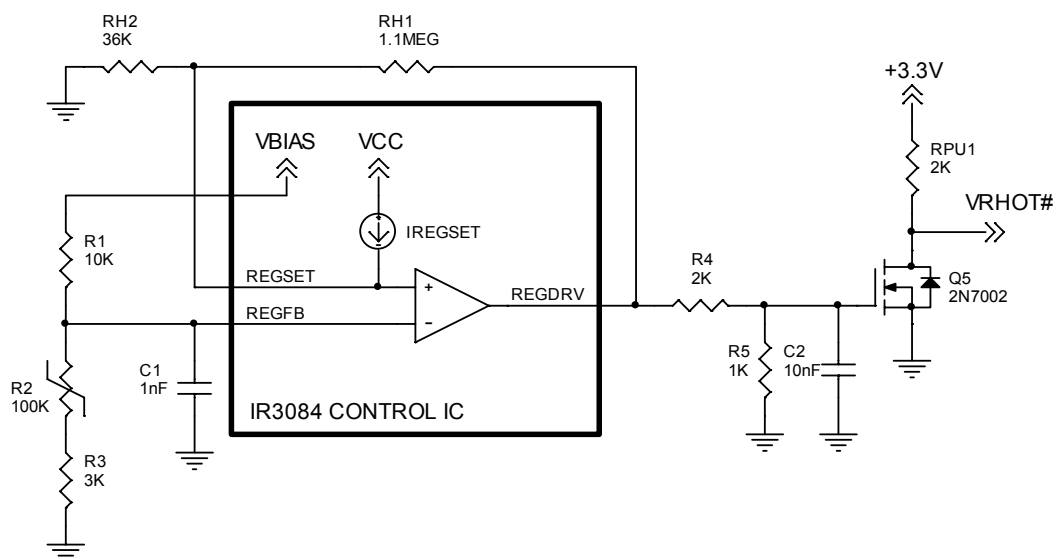 RH2
36K
RH1
1.1MEG
+3.3V
RPU1
2K
VRHOT#
VBIAS
VCC
IREGSET
R1
10K
REGSET
+
REGFB
-
REGDRV
R4
2K
Q5
2N7002
C1
1nF
R2
100K
R5
1K
C2
10nF
IR3084 CONTROL IC
R3
3K